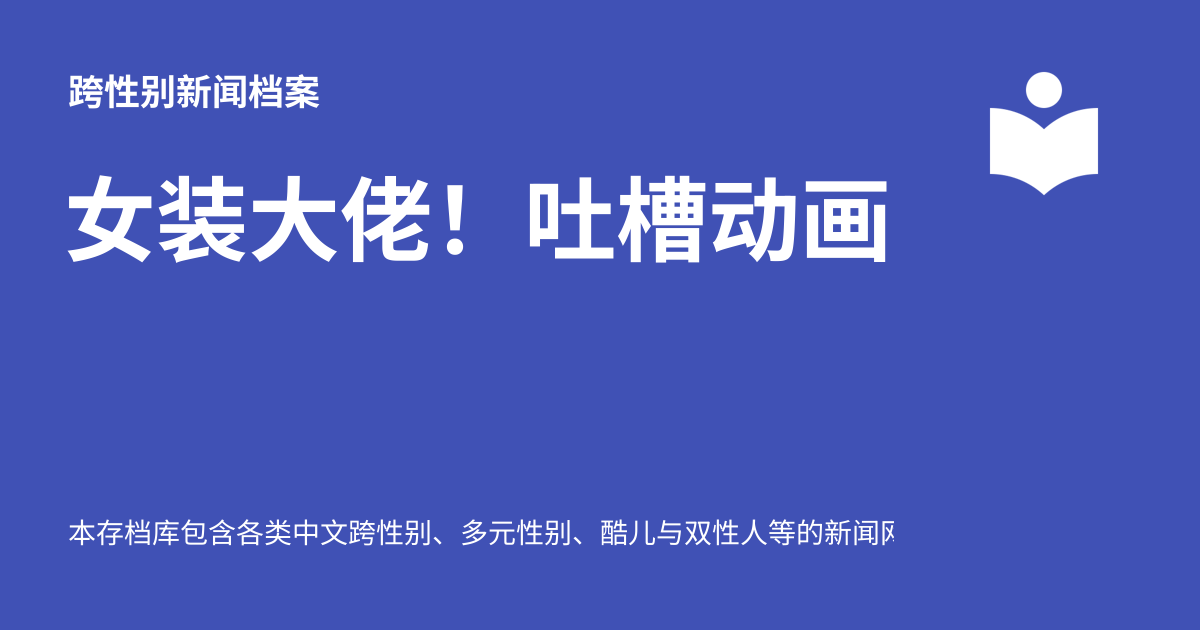 跨性别新闻档案
女装大佬！吐槽动画
本存档库包含各类中文跨性别、多元性别、酷儿与双性人等的新闻